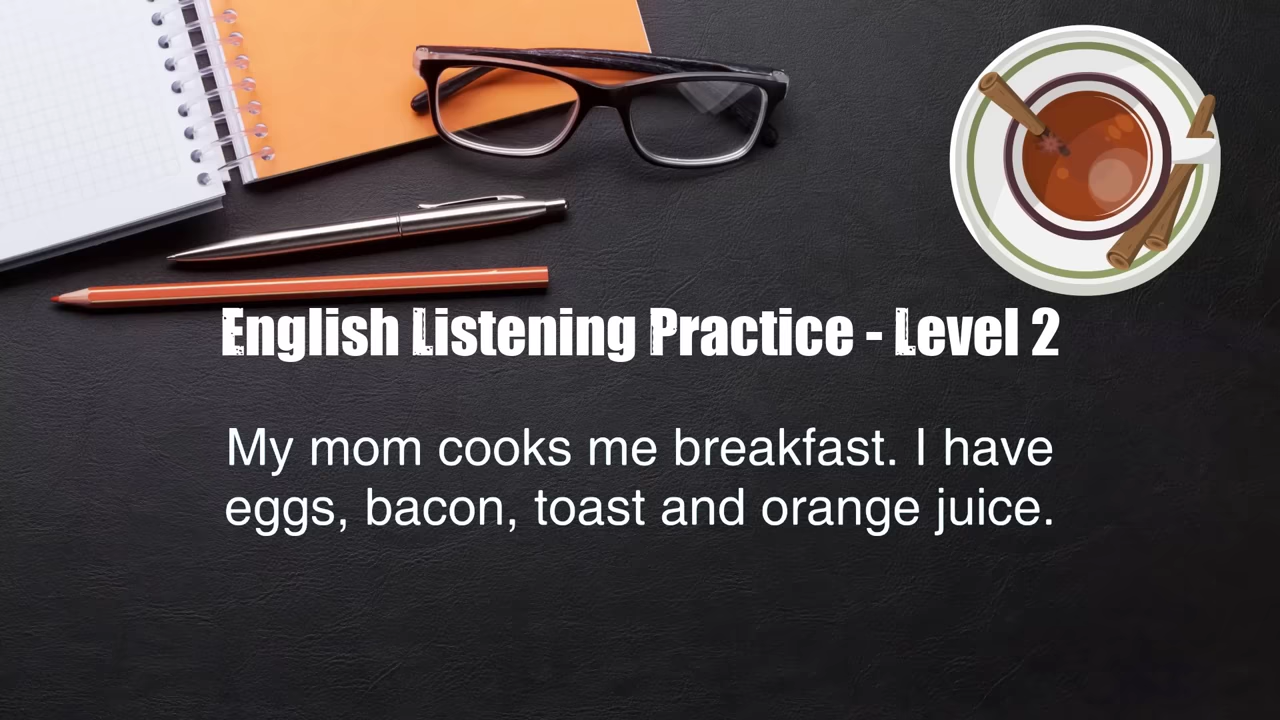 English Listening Practice - Level 2
My mom cooks me breakfast. I have
eggs, bacon, toast and orange juice.